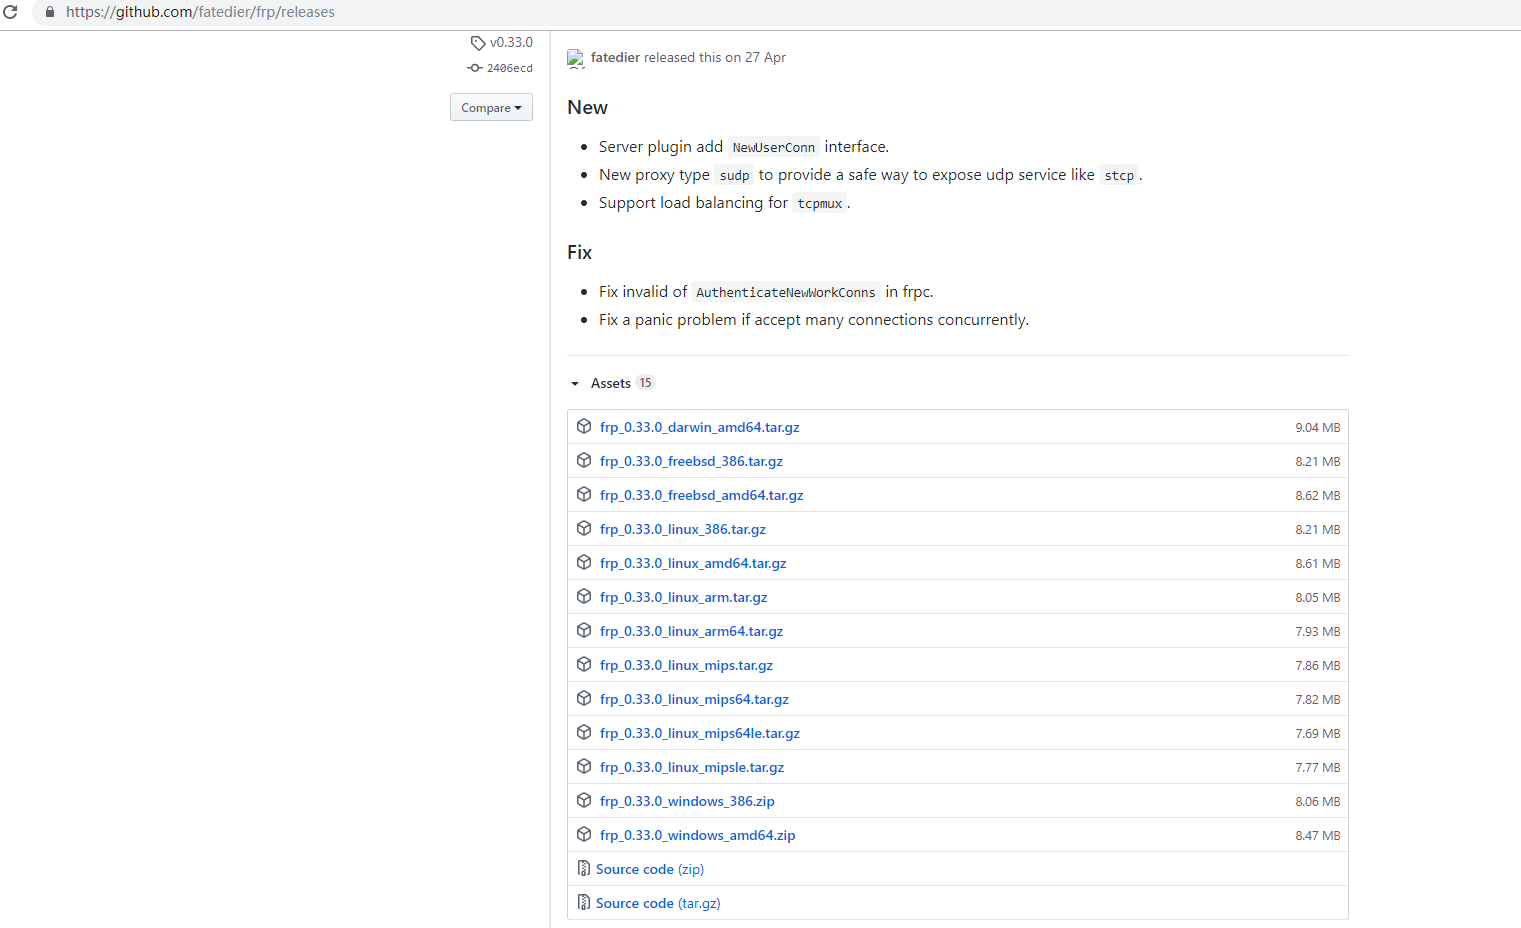 https://github.com/fatedier/frp/releases
v0.33.0
2406ecd
Compare
fatedier released this on 27 Apr
New
Server plugin add NewUserConn interface.
New proxy type sudp to provide a safe way to expose udp service like stcp.
Support load balancing for tcpmux.
Fix
Fix invalid of AuthenticateNewWorkConns in frpc.
Fix a panic problem if accept many connections concurrently.
Assets 15
frp_0.33.0_darwin_amd64.tar.gz 9.04 MB
frp_0.33.0_freebsd_386.tar.gz 8.21 MB
frp_0.33.0_freebsd_amd64.tar.gz 8.62 MB
frp_0.33.0_linux_386.tar.gz 8.21 MB
frp_0.33.0_linux_amd64.tar.gz 8.61 MB
frp_0.33.0_linux_arm.tar.gz 8.05 MB
frp_0.33.0_linux_arm64.tar.gz 7.93 MB
frp_0.33.0_linux_mips.tar.gz 7.86 MB
frp_0.33.0_linux_mips64.tar.gz 7.82 MB
frp_0.33.0_linux_mips64le.tar.gz 7.69 MB
frp_0.33.0_linux_mipsle.tar.gz 7.77 MB
frp_0.33.0_windows_386.zip 8.06 MB
frp_0.33.0_windows_amd64.zip 8.47 MB
Source code (zip)
Source code (tar.gz)